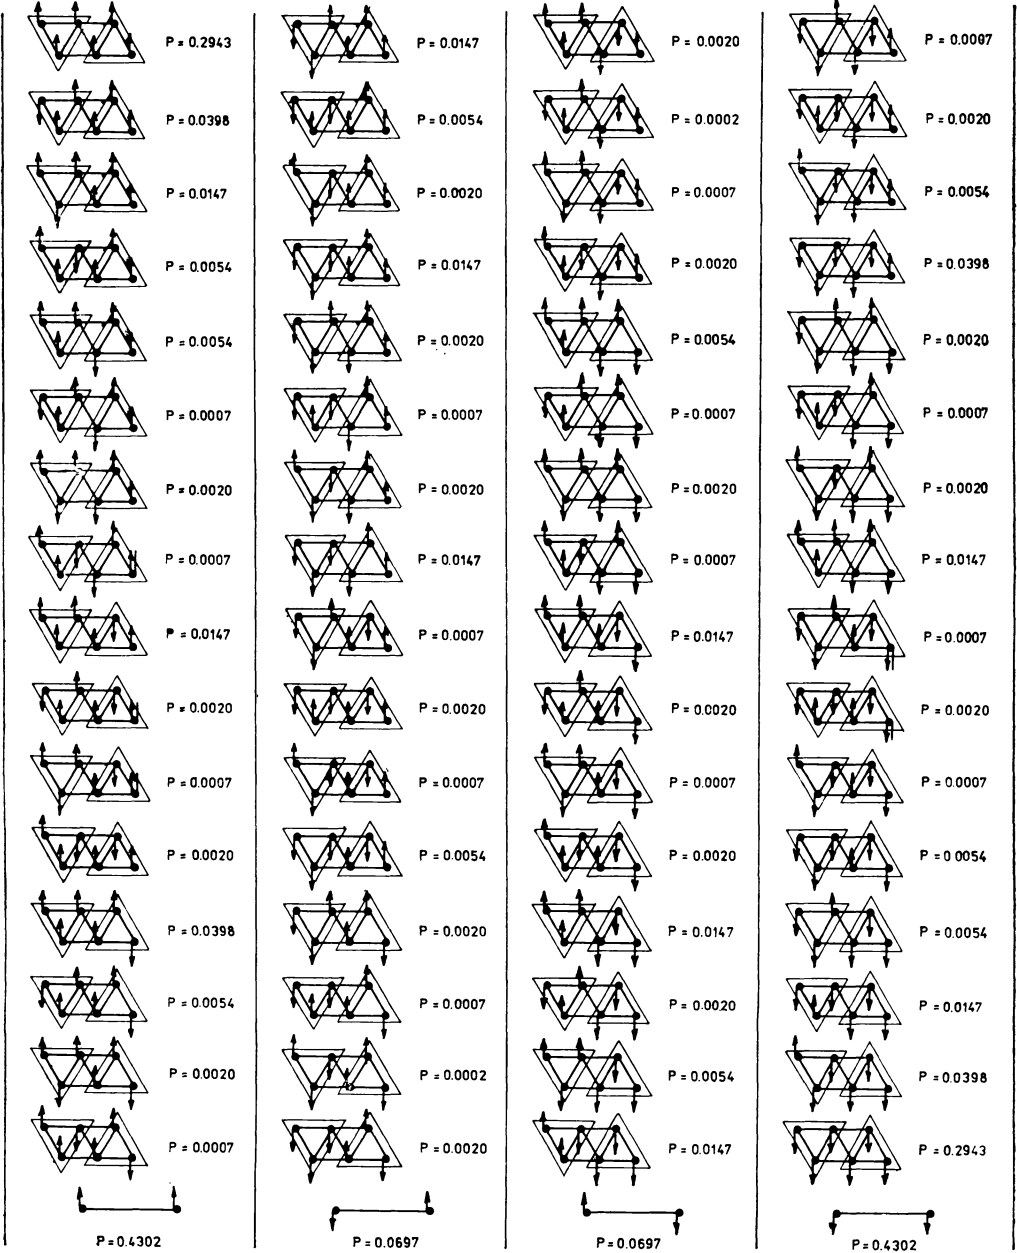 P = 0.2943
P = 0.0398
P = 0.0147
P = 0.0054
P = 0.0054
P = 0.0007
P = 0.0020
P = 0.0007
P = 0.0147
P = 0.0020
P = 0.0007
P = 0.0020
P = 0.0398
P = 0.0054
P = 0.0020
P = 0.0007
P = 0.4302
P = 0.0147
P = 0.0054
P = 0.0020
P = 0.0147
P = 0.0020
P = 0.0007
P = 0.0020
P = 0.0147
P = 0.0007
P = 0.0020
P = 0.0007
P = 0.0054
P = 0.0020
P = 0.0007
P = 0.0002
P = 0.0020
P = 0.0697
P = 0.0020
P = 0.0002
P = 0.0007
P = 0.0020
P = 0.0054
P = 0.0007
P = 0.0020
P = 0.0007
P = 0.0147
P = 0.0020
P = 0.0007
P = 0.0020
P = 0.0147
P = 0.0020
P = 0.0054
P = 0.0147
P = 0.0697
P = 0.0007
P = 0.0020
P = 0.0054
P = 0.0398
P = 0.0020
P = 0.0007
P = 0.0020
P = 0.0147
P = 0.0007
P = 0.0020
P = 0.0007
P = 0.0054
P = 0.0054
P = 0.0147
P = 0.0398
P = 0.2943
P = 0.4302